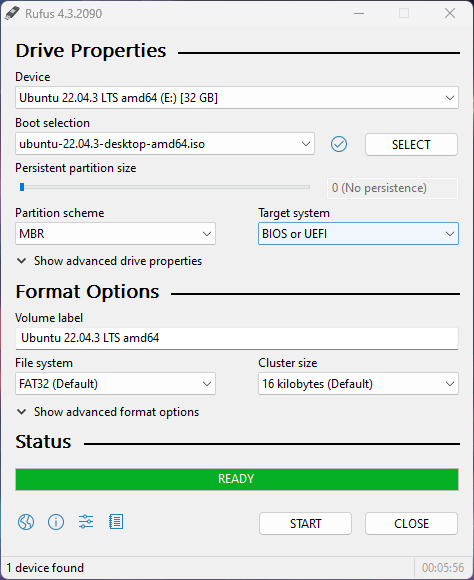 Rufus 4.3.2090
Drive Properties
Device
Ubuntu 22.04.3 LTS amd64 (E:) [32 GB]
Boot selection
ubuntu-22.04.3-desktop-amd64.iso
SELECT
Persistent partition size
0 (No persistence)
Partition scheme
Target system
MBR
BIOS or UEFI
Show advanced drive properties
Format Options
Volume label
Ubuntu 22.04.3 LTS amd64
File system
Cluster size
FAT32 (Default)
16 kilobytes (Default)
Show advanced format options
Status
READY
START
CLOSE
1 device found
00:05:56